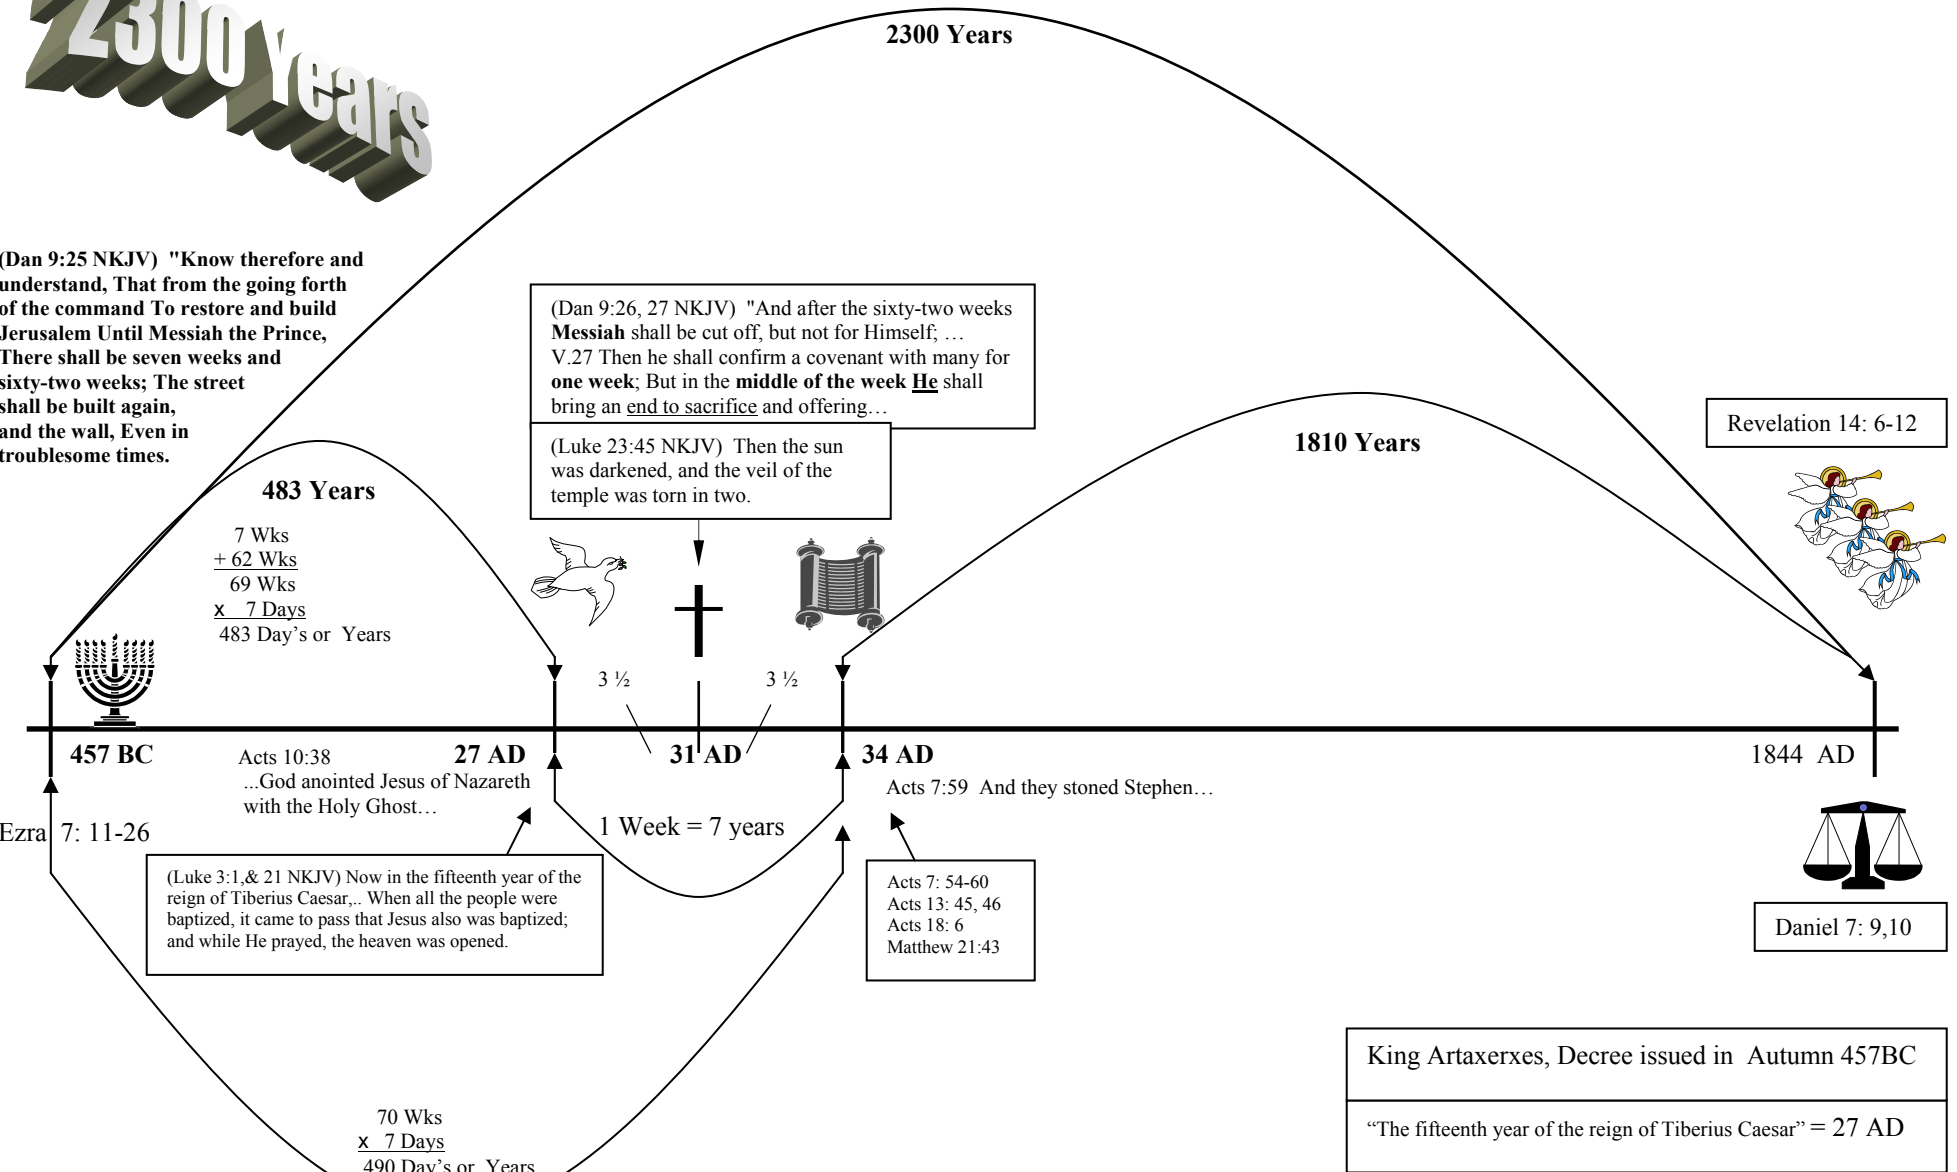 2300 Years
2300 Years
(Dan 9:25 NKJV)  "Know therefore and
understand, That from the going forth
of the command To restore and build
Jerusalem Until Messiah the Prince,
There shall be seven weeks and
sixty-two weeks; The street
shall be built again,
and the wall, Even in
troublesome times.
(Dan 9:26, 27 NKJV)  "And after the sixty-two weeks
Messiah shall be cut off, but not for Himself; …
V.27 Then he shall confirm a covenant with many for
one week; But in the middle of the week He shall
bring an end to sacrifice and offering…
(Luke 23:45 NKJV)  Then the sun
was darkened, and the veil of the
temple was torn in two.
1810 Years
Revelation 14: 6-12
483 Years
7 Wks
+ 62 Wks
69 Wks
x   7 Days
483 Day’s or  Years
3 ½
3 ½
457 BC
27 AD
31 AD
34 AD
1844  AD
Acts 10:38
...God anointed Jesus of Nazareth
with the Holy Ghost…
Acts 7:59  And they stoned Stephen…
Ezra  7: 11-26
1 Week = 7 years
(Luke 3:1,& 21 NKJV) Now in the fifteenth year of the
reign of Tiberius Caesar,.. When all the people were
baptized, it came to pass that Jesus also was baptized;
and while He prayed, the heaven was opened.
Acts 7: 54-60
Acts 13: 45, 46
Acts 18: 6
Matthew 21:43
Daniel 7: 9,10
King Artaxerxes, Decree issued in  Autumn 457BC
“The fifteenth year of the reign of Tiberius Caesar” = 27 AD
70 Wks
x   7 Days
490 Day’s or  Years